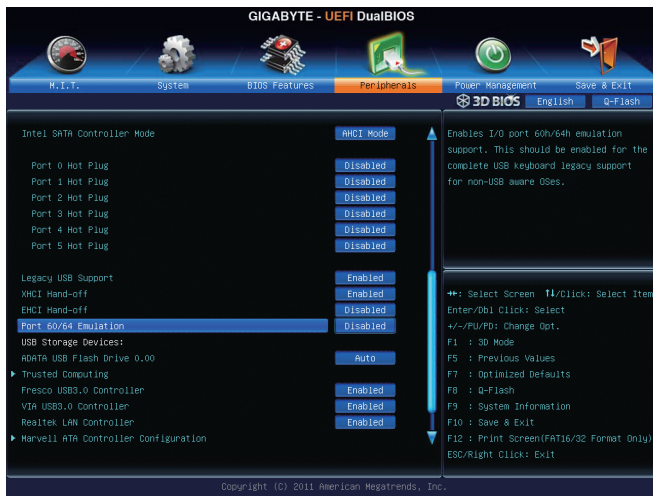 GIGABYTE - UEFI DualBIOS
M.I.T.
System
BIOS Features
Peripherals
Power Management
Save & Exit
3D BIOS
English
Q-Flash
Intel SATA Controller Mode AHCI Mode
Port 0 Hot Plug Disabled
Port 1 Hot Plug Disabled
Port 2 Hot Plug Disabled
Port 3 Hot Plug Disabled
Port 4 Hot Plug Disabled
Port 5 Hot Plug Disabled
Legacy USB Support Enabled
XHCI Hand-off Enabled
EHCI Hand-off Disabled
Port 60/64 Emulation Disabled
USB Storage Devices:
ADATA USB Flash Drive 0.00 Auto
Trusted Computing
Fresco USB3.0 Controller Enabled
VIA USB3.0 Controller Enabled
Realtek LAN Controller Enabled
Marvell ATA Controller Configuration
Enables I/O port 60h/64h emulation
support. This should be enabled for the
complete USB keyboard legacy support
for non-USB aware OSes.
→←: Select Screen ↑↓/Click: Select Item
Enter/Dbl Click: Select
+/-/PU/PD: Change Opt.
F1 : 3D Mode
F5 : Previous Values
F7 : Optimized Defaults
F8 : Q-Flash
F9 : System Information
F10 : Save & Exit
F12 : Print Screen(FAT16/32 Format Only)
ESC/Right Click: Exit
Copyright (C) 2011 American Megatrends, Inc.